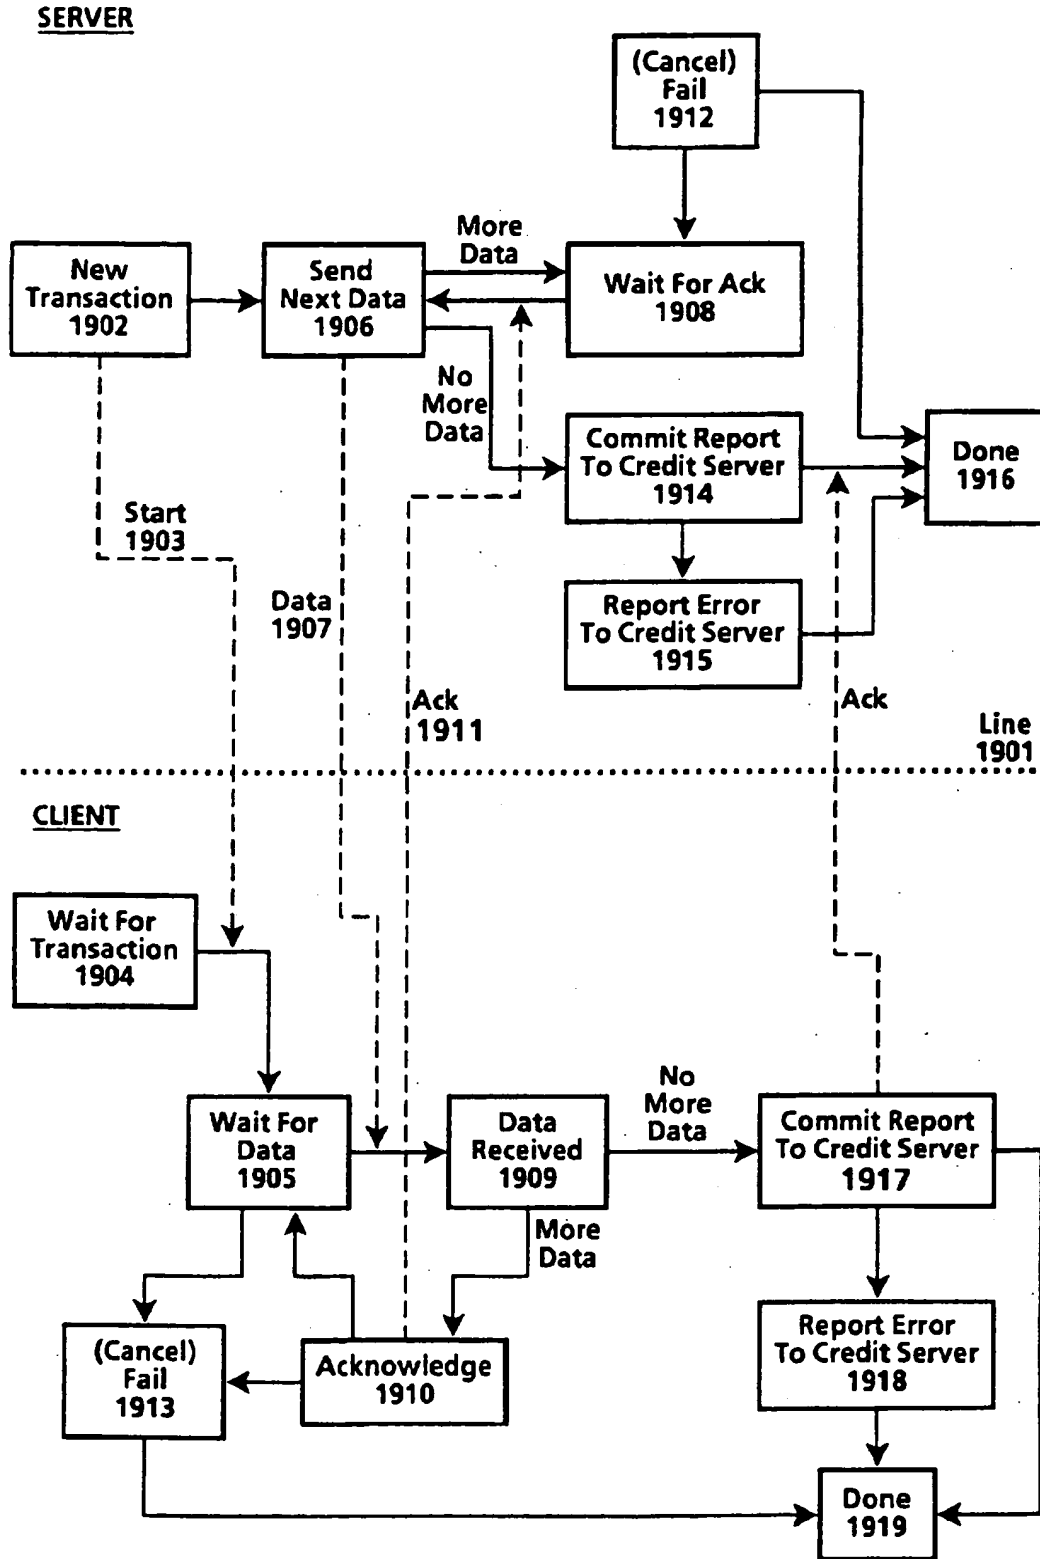 SERVER
(Cancel)
Fail
1912
New
Transaction
1902
Send
Next Data
1906
More
Data
Wait For Ack
1908
No
More
Data
Commit Report
To Credit Server
1914
Done
1916
Start
1903
Data
1907
Report Error
To Credit Server
1915
Ack
1911
Ack
Line
1901
CLIENT
Wait For
Transaction
1904
Wait For
Data
1905
Data
Received
1909
No
More
Data
Commit Report
To Credit Server
1917
More
Data
(Cancel)
Fail
1913
Acknowledge
1910
Report Error
To Credit Server
1918
Done
1919